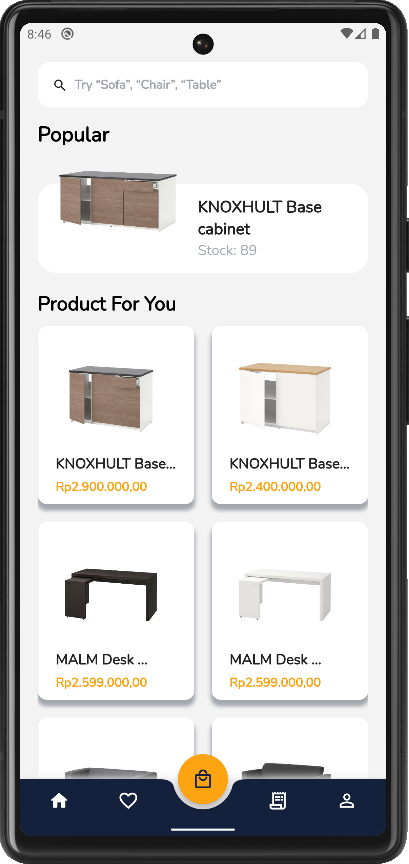 8:46
Try “Sofa”, “Chair”, “Table”
Popular
KNOXHULT Base
cabinet
Stock: 89
Product For You
KNOXHULT Base...
Rp2.900.000,00
KNOXHULT Base...
Rp2.400.000,00
MALM Desk ...
Rp2.599.000,00
MALM Desk ...
Rp2.599.000,00